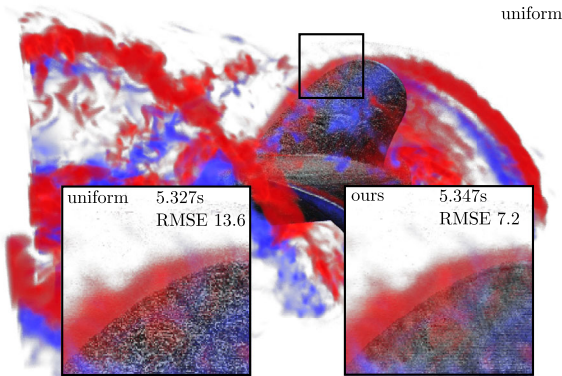 uniform
uniform 5.327s
RMSE 13.6
ours 5.347s
RMSE 7.2